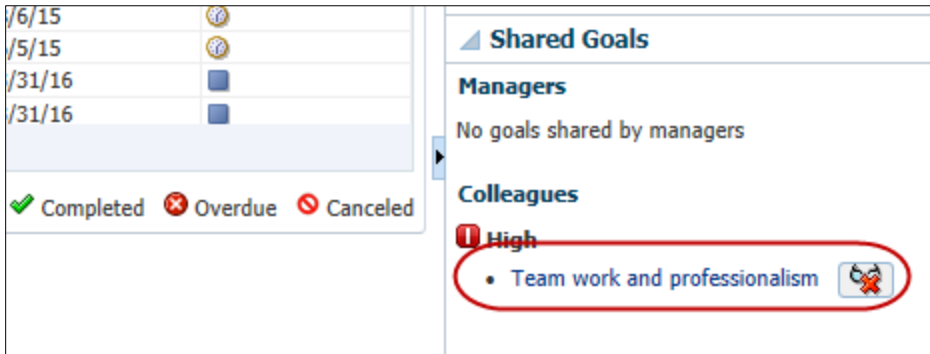 /6/15
/5/15
/31/16
/31/16
Completed Overdue Canceled
Shared Goals
Managers
No goals shared by managers
Colleagues
High
• Team work and professionalism